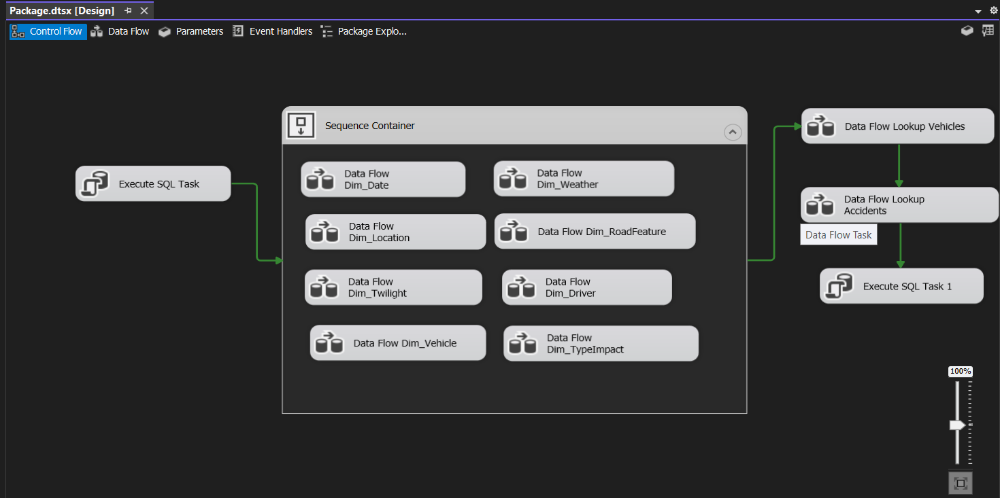 Package.dtsx [Design]
Control Flow
Data Flow
Parameters
Event Handlers
Package Explo...
Execute SQL Task
Sequence Container
Data Flow
Dim_Date
Data Flow
Dim_Weather
Data Flow
Dim_Location
Data Flow Dim_RoadFeature
Data Flow
Dim_Twilight
Data Flow
Dim_Driver
Data Flow Dim_Vehicle
Data Flow
Dim_TypeImpact
Data Flow Lookup Vehicles
Data Flow Lookup
Accidents
Data Flow Task
Execute SQL Task 1
100%